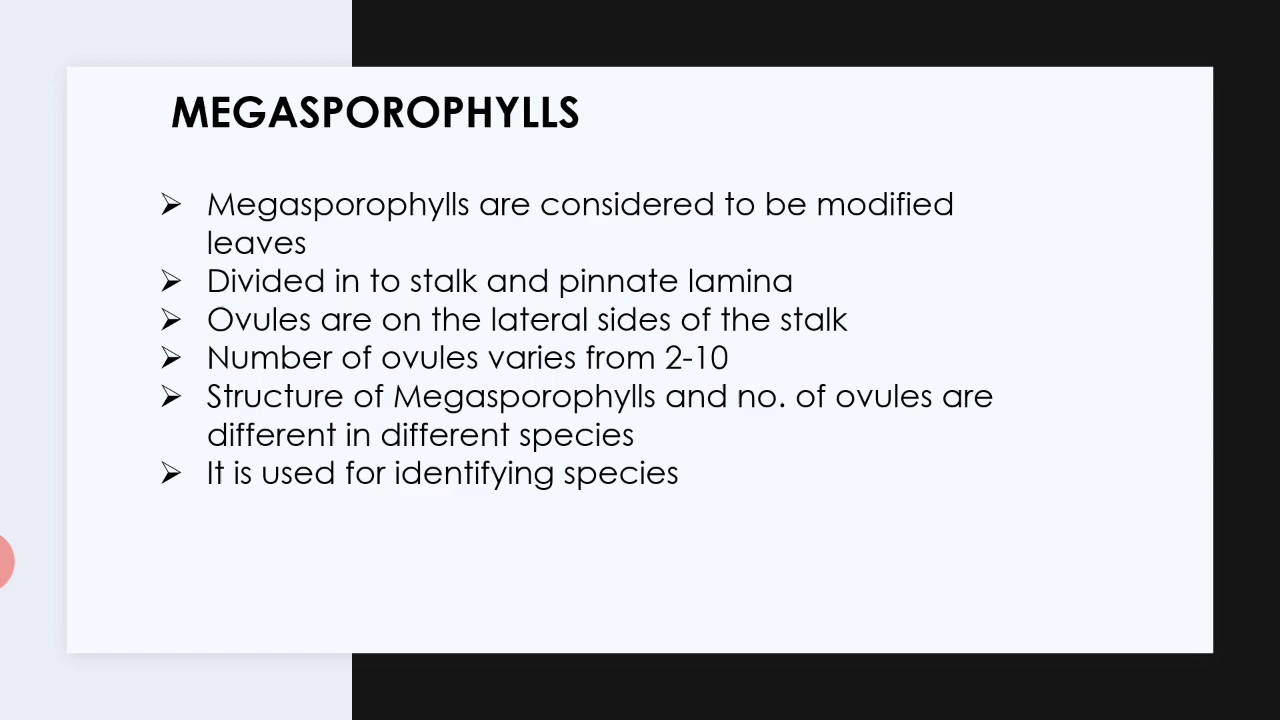 MEGASPOROPHYLLS
➢ Megasporophylls are considered to be modified
leaves
➢ Divided in to stalk and pinnate lamina
➢ Ovules are on the lateral sides of the stalk
➢ Number of ovules varies from 2-10
➢ Structure of Megasporophylls and no. of ovules are
different in different species
➢ It is used for identifying species